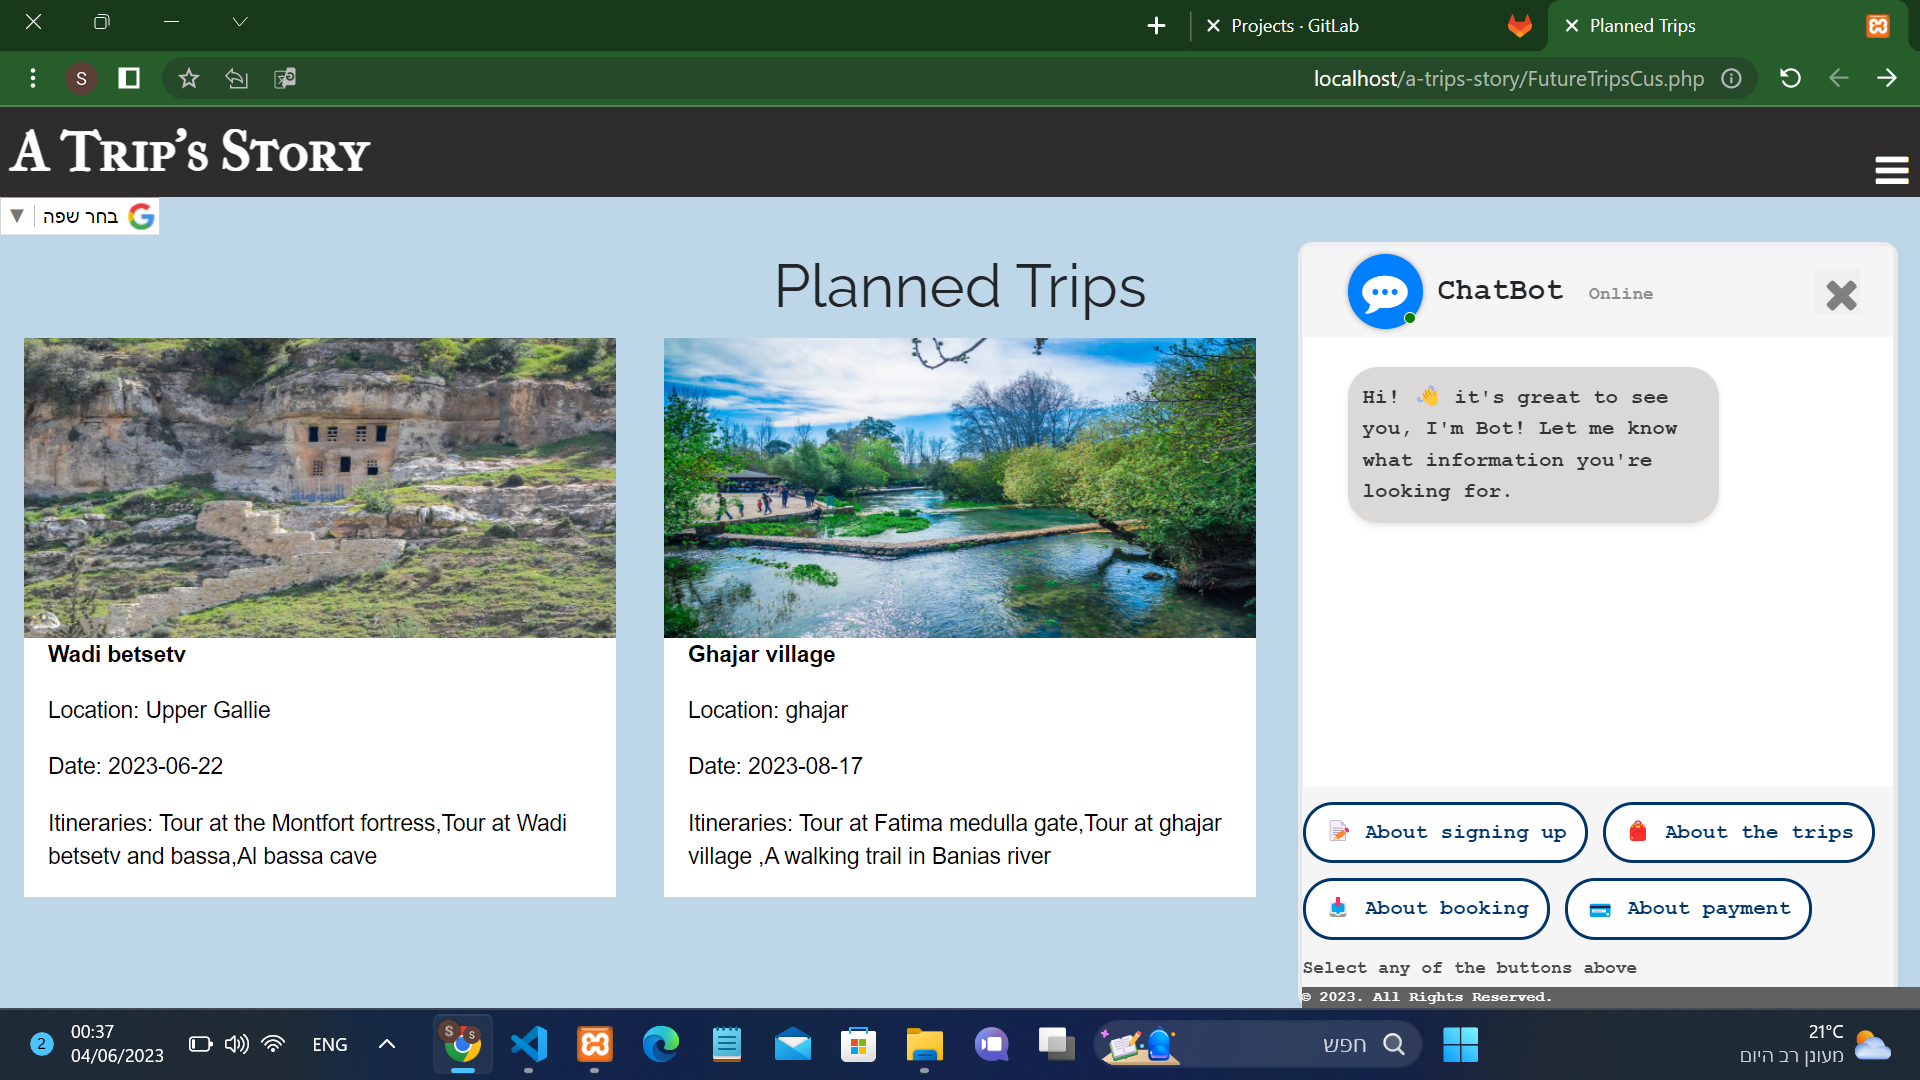 Projects · GitLab
Planned Trips
S
localhost/a-trips-story/FutureTripsCus.php
A Trip's Story
בחר שפה
Planned Trips
Wadi betsetv
Location: Upper Gallie
Date: 2023-06-22
Itineraries: Tour at the Montfort fortress,Tour at Wadi
betsetv and bassa,Al bassa cave
Ghajar village
Location: ghajar
Date: 2023-08-17
Itineraries: Tour at Fatima medulla gate,Tour at ghajar
village ,A walking trail in Banias river
ChatBot Online
Hi! 👋 it's great to see
you, I'm Bot! Let me know
what information you're
looking for.
About signing up
About the trips
About booking
About payment
Select any of the buttons above
© 2023. All Rights Reserved.
2
00:37
04/06/2023
ENG
S
S
חפש
21°C
מעונן רב היום